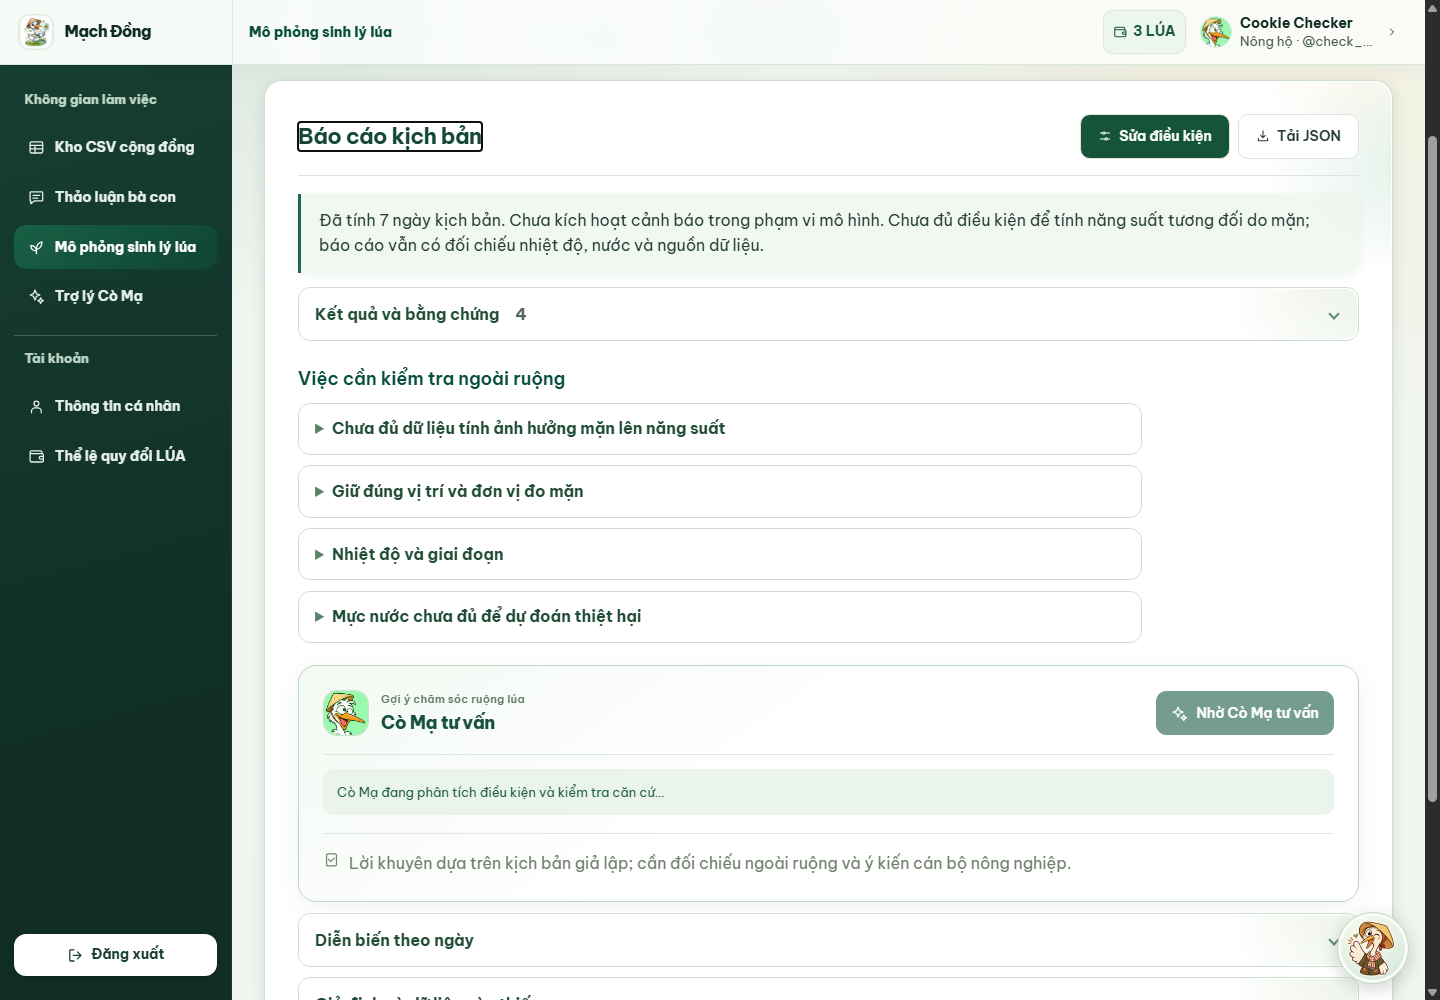 Mạch Đồng
Mô phỏng sinh lý lúa
3 LÚA
Cookie Checker
Nông hộ · @check_...
Không gian làm việc
Kho CSV cộng đồng
Thảo luận bà con
Mô phỏng sinh lý lúa
Trợ lý Cò Mạ
Tài khoản
Thông tin cá nhân
Thể lệ quy đổi LÚA
Đăng xuất
Báo cáo kịch bản
Sửa điều kiện
Tải JSON
Đã tính 7 ngày kịch bản. Chưa kích hoạt cảnh báo trong phạm vi mô hình. Chưa đủ điều kiện để tính năng suất tương đối do mặn;
báo cáo vẫn có đối chiếu nhiệt độ, nước và nguồn dữ liệu.
Kết quả và bằng chứng 4
Việc cần kiểm tra ngoài ruộng
Chưa đủ dữ liệu tính ảnh hưởng mặn lên năng suất
Giữ đúng vị trí và đơn vị đo mặn
Nhiệt độ và giai đoạn
Mực nước chưa đủ để dự đoán thiệt hại
Gợi ý chăm sóc ruộng lúa
Cò Mạ tư vấn
Nhờ Cò Mạ tư vấn
Cò Mạ đang phân tích điều kiện và kiểm tra căn cứ...
Lời khuyên dựa trên kịch bản giả lập; cần đối chiếu ngoài ruộng và ý kiến cán bộ nông nghiệp.
Diễn biến theo ngày